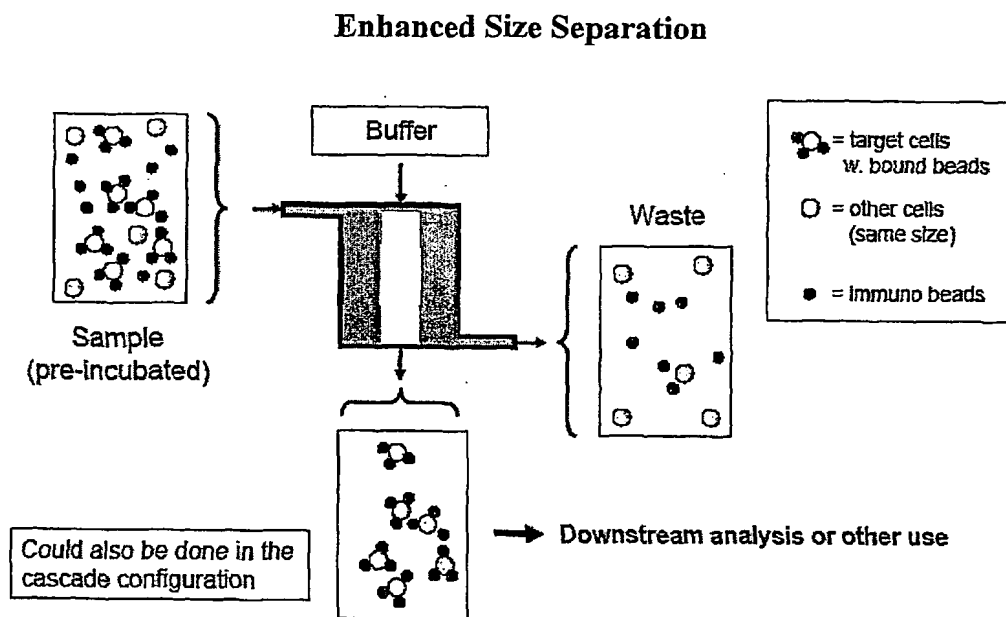 Enhanced Size Separation
Buffer
Sample
(pre-incubated)
Waste
= target cells
w. bound beads
= other cells
(same size)
= immuno beads
Downstream analysis or other use
Could also be done in the
cascade configuration